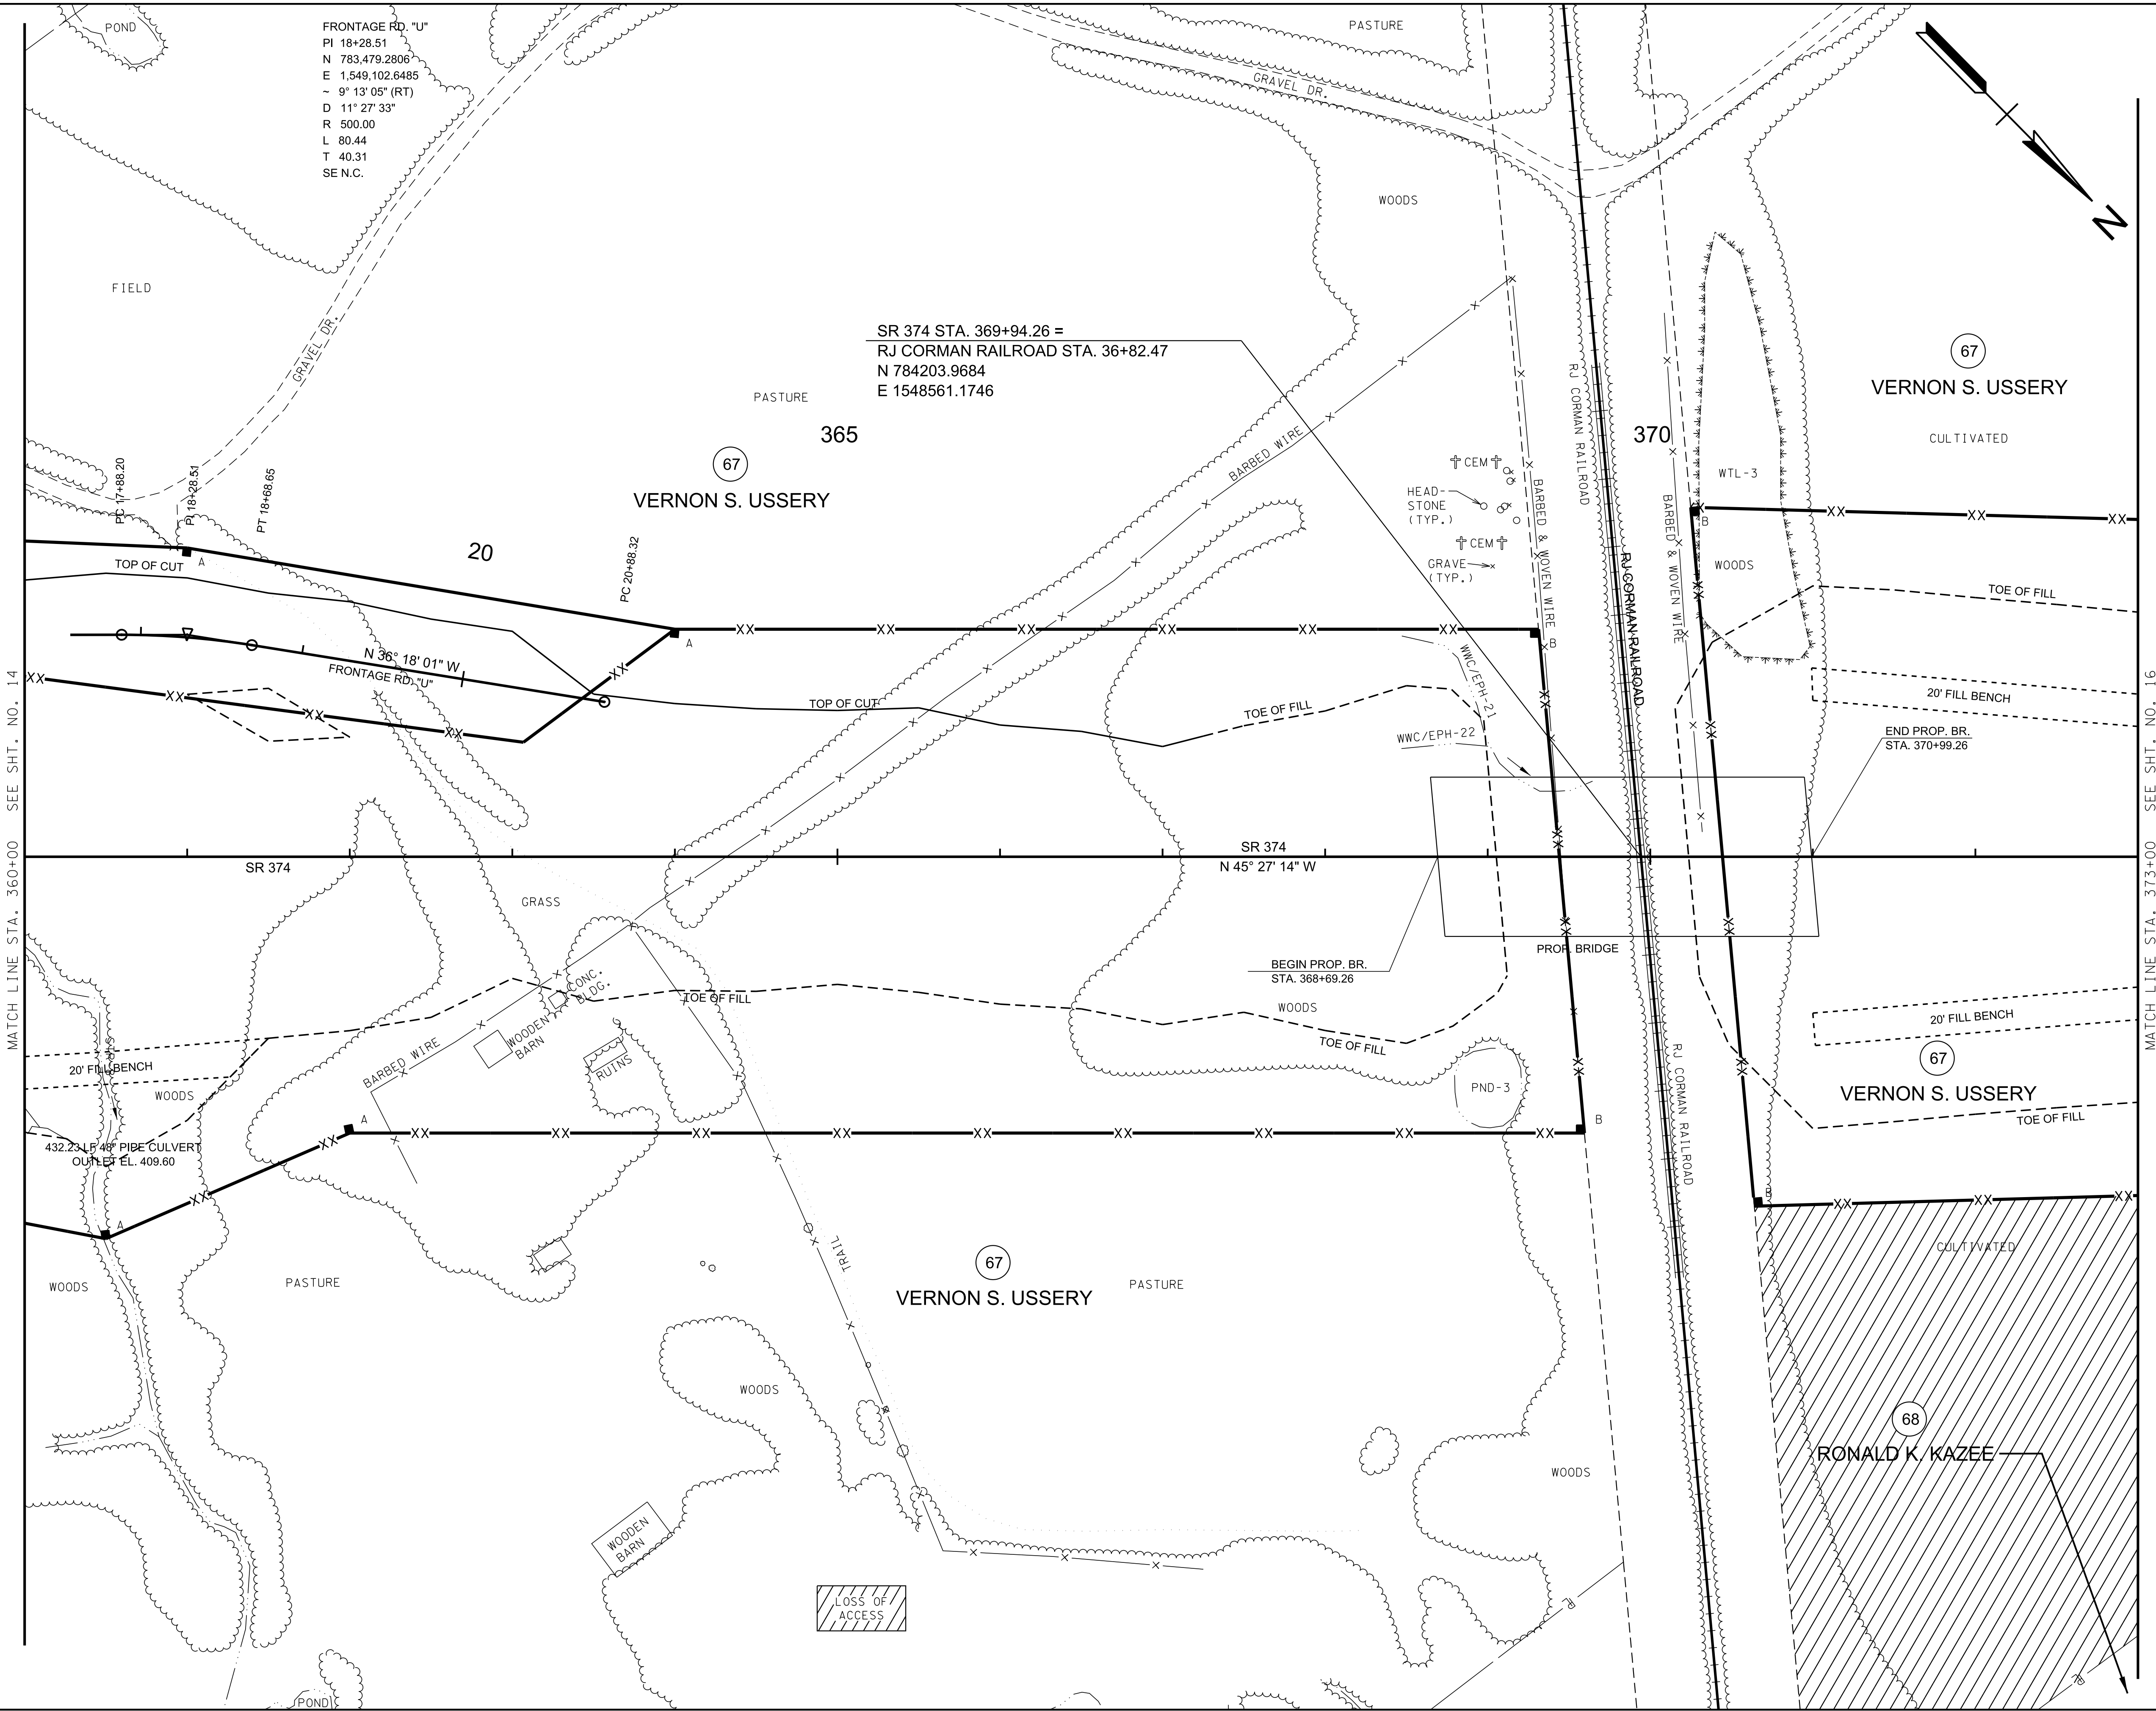 POND
FRONTAGE RD. "U"
PI 18+28.51
N 783,479.2806
E 1,549,102.6485
~ 9° 13' 05" (RT)
D 11° 27' 33"
R 500.00
L 80.44
T 40.31
SE N.C.
PASTURE
GRAVEL DR.
WOODS
N
FIELD
GRAVEL DR.
SR 374 STA. 369+94.26 =
RJ CORMAN RAILROAD STA. 36+82.47
N 784203.9684
E 1548561.1746
PASTURE
365
370
67
VERNON S. USSERY
67
VERNON S. USSERY
CULTIVATED
WTL-3
WOODS
RJ CORMAN RAILROAD
BARBED WIRE
BARBED & WOVEN WIRE
BARBED & WOVEN WIRE
RJ CORMAN RAILROAD
CEM
HEAD-
STONE
(TYP.)
CEM
GRAVE
(TYP.)
PC 17+88.20
PI 18+28.51
PT 18+68.65
20
PC 20+88.32
TOP OF CUT
A
A
B
B
TOE OF FILL
N 36° 18' 01" W
FRONTAGE RD. "U"
TOP OF CUT
TOE OF FILL
WWC/EPH-21
WWC/EPH-22
20' FILL BENCH
END PROP. BR.
STA. 370+99.26
MATCH LINE STA. 360+00 SEE SHT. NO. 14
MATCH LINE STA. 373+00 SEE SHT. NO. 16
SR 374
SR 374
N 45° 27' 14" W
GRASS
PROP. BRIDGE
BEGIN PROP. BR.
STA. 368+69.26
WOODS
CONC.
BLDG.
TOE OF FILL
WOODEN
BARN
RUINS
BARBED WIRE
TOE OF FILL
20' FILL BENCH
67
VERNON S. USSERY
TOE OF FILL
STR-3
20' FILL BENCH
WOODS
PND-3
RJ CORMAN RAILROAD
A
B
432.23 LF 48" PIPE CULVERT
OUTLET EL. 409.60
A
B
WOODS
PASTURE
TRAIL
67
VERNON S. USSERY
PASTURE
CULTIVATED
WOODS
WOODS
68
RONALD K. KAZEE
WOODEN
BARN
LOSS OF
ACCESS
PL
PL
POND